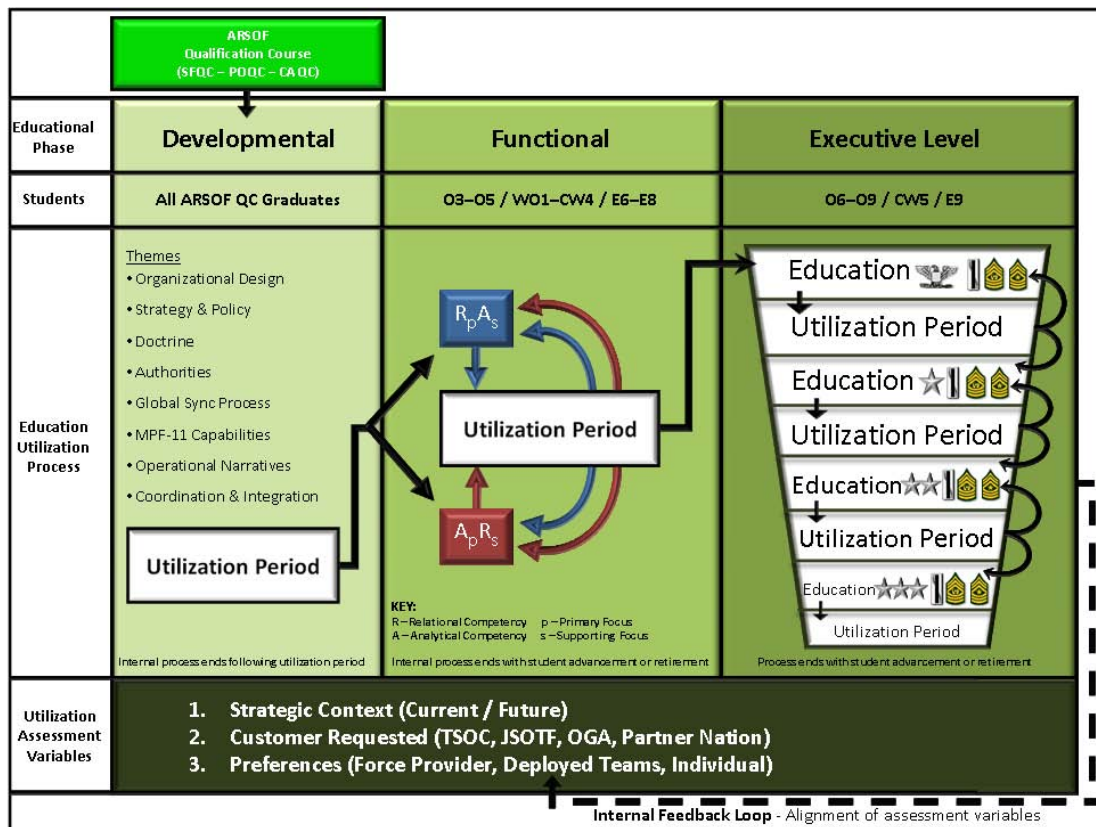 ARSOF
Qualification Course
(SFQC – POQC – CAQC)
Educational
Phase
Developmental
Functional
Executive Level
Students
All ARSOF QC Graduates
O3–O5 / WO1–CW4 / E6–E8
O6–O9 / CW5 / E9
Education
Utilization
Process
Themes
• Organizational Design
• Strategy & Policy
• Doctrine
• Authorities
• Global Sync Process
• MPF-11 Capabilities
• Operational Narratives
• Coordination & Integration
Utilization Period
Internal process ends following utilization period
RpAs
Utilization Period
ApRs
KEY:
R – Relational Competency p – Primary Focus
A – Analytical Competency s – Supporting Focus
Internal process ends with student advancement or retirement
Education
Utilization Period
Education
Utilization Period
Education
Utilization Period
Education
Utilization Period
Process ends with student advancement or retirement
Utilization
Assessment
Variables
1. Strategic Context (Current / Future)
2. Customer Requested (TSOC, JSOTF, OGA, Partner Nation)
3. Preferences (Force Provider, Deployed Teams, Individual)
Internal Feedback Loop - Alignment of assessment variables